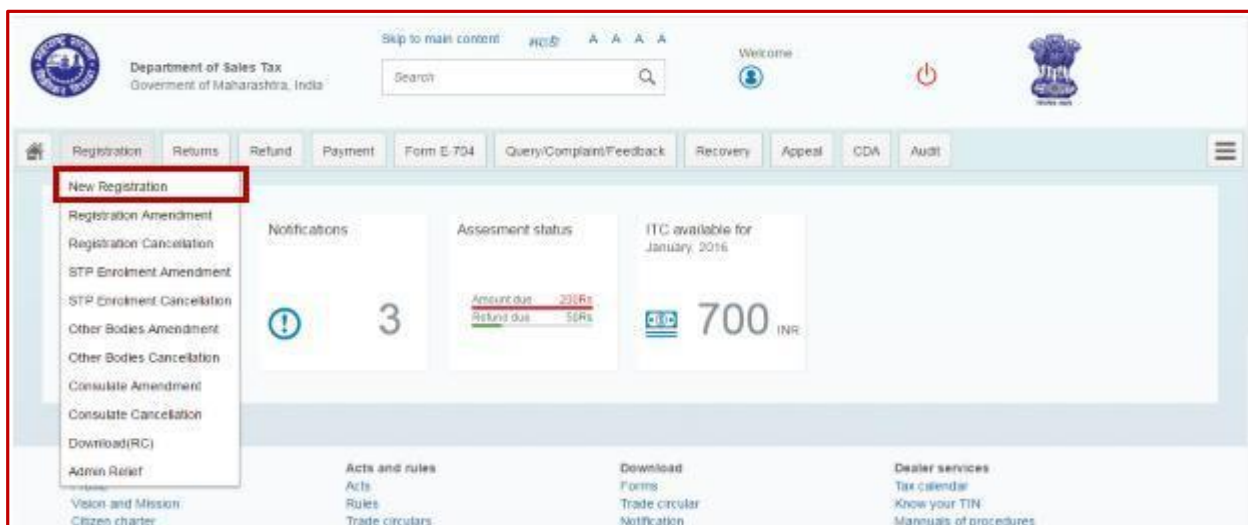 Skip to main content मराठी A A A A
Welcome
Department of Sales Tax
Goverment of Maharashtra, India
Search
Registration Returns Refund Payment Form E-704 Query/Complaint/Feedback Recovery Appeal CDA Audit
New Registration
Registration Amendment
Registration Cancellation
STP Enrolment Amendment
STP Enrolment Cancellation
Other Bodies Amendment
Other Bodies Cancellation
Consulate Amendment
Consulate Cancellation
Download(RC)
Admin Relief
Notifications
3
Assesment status
Amount due 200Rs
Refund due 50Rs
ITC available for
January, 2016
700 INR
Vision and Mission
Citizen charter
Acts and rules
Acts
Rules
Trade circulars
Download
Forms
Trade circular
Notification
Dealer services
Tax calendar
Know your TIN
Mannuals of procedures